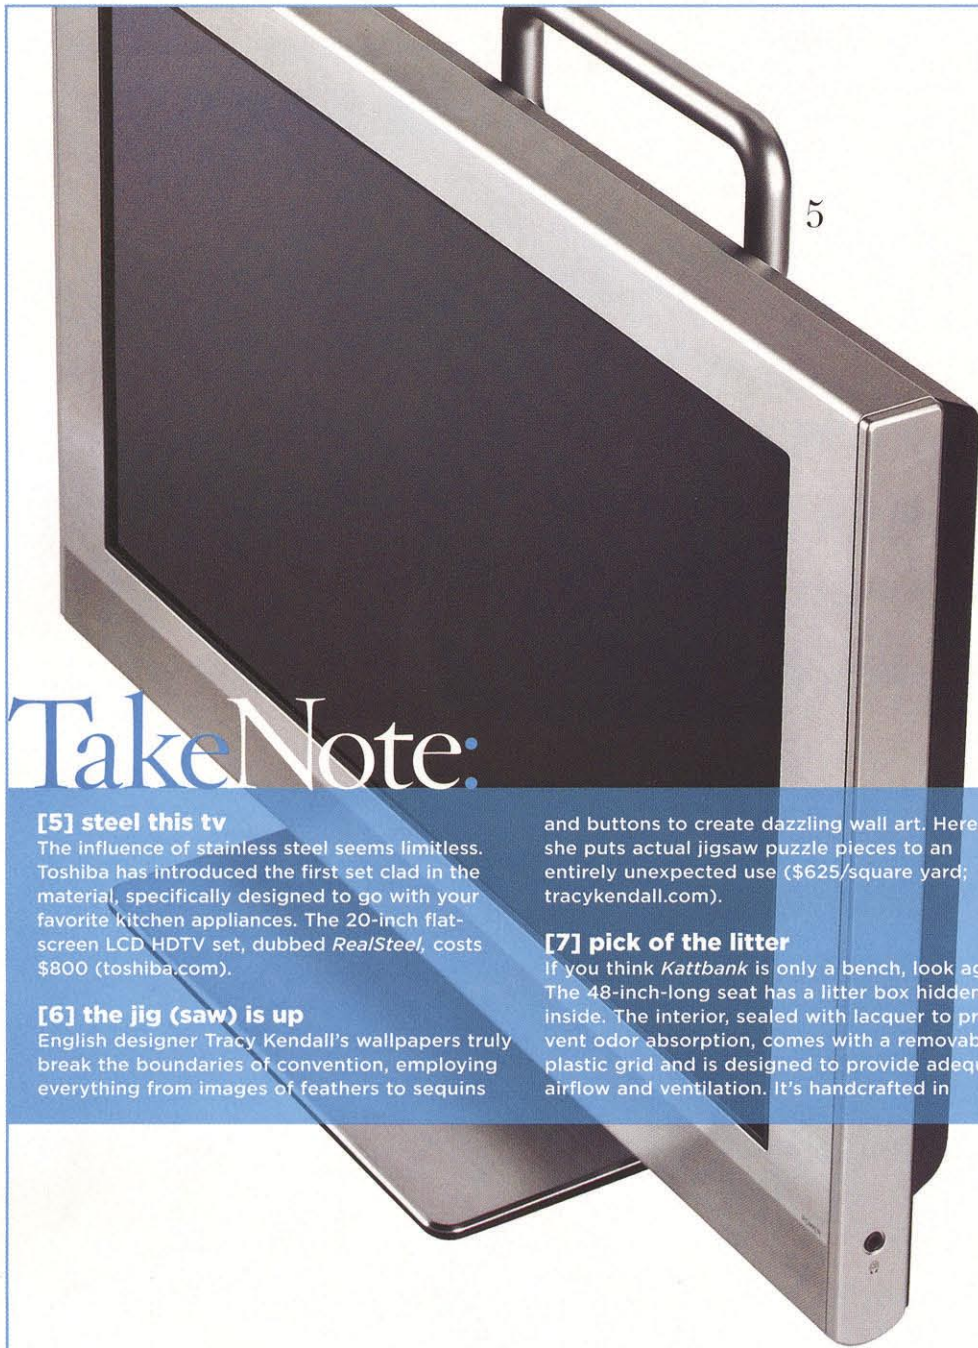 5
TakeNote:
[5] steel this tv
The influence of stainless steel seems limitless.
Toshiba has introduced the first set clad in the
material, specifically designed to go with your
favorite kitchen appliances. The 20-inch flat-
screen LCD HDTV set, dubbed RealSteel, costs
$800 (toshiba.com).
[6] the jig (saw) is up
English designer Tracy Kendall's wallpapers truly
break the boundaries of convention, employing
everything from images of feathers to sequins
and buttons to create dazzling wall art. Here
she puts actual jigsaw puzzle pieces to an
entirely unexpected use ($625/square yard;
tracykendall.com).
[7] pick of the litter
If you think Kattbank is only a bench, look
The 48-inch-long seat has a litter box hidden
inside. The interior, sealed with lacquer to
vent odor absorption, comes with a
plastic grid and is designed to provide
airflow and ventilation. It's handcrafted in
POWER